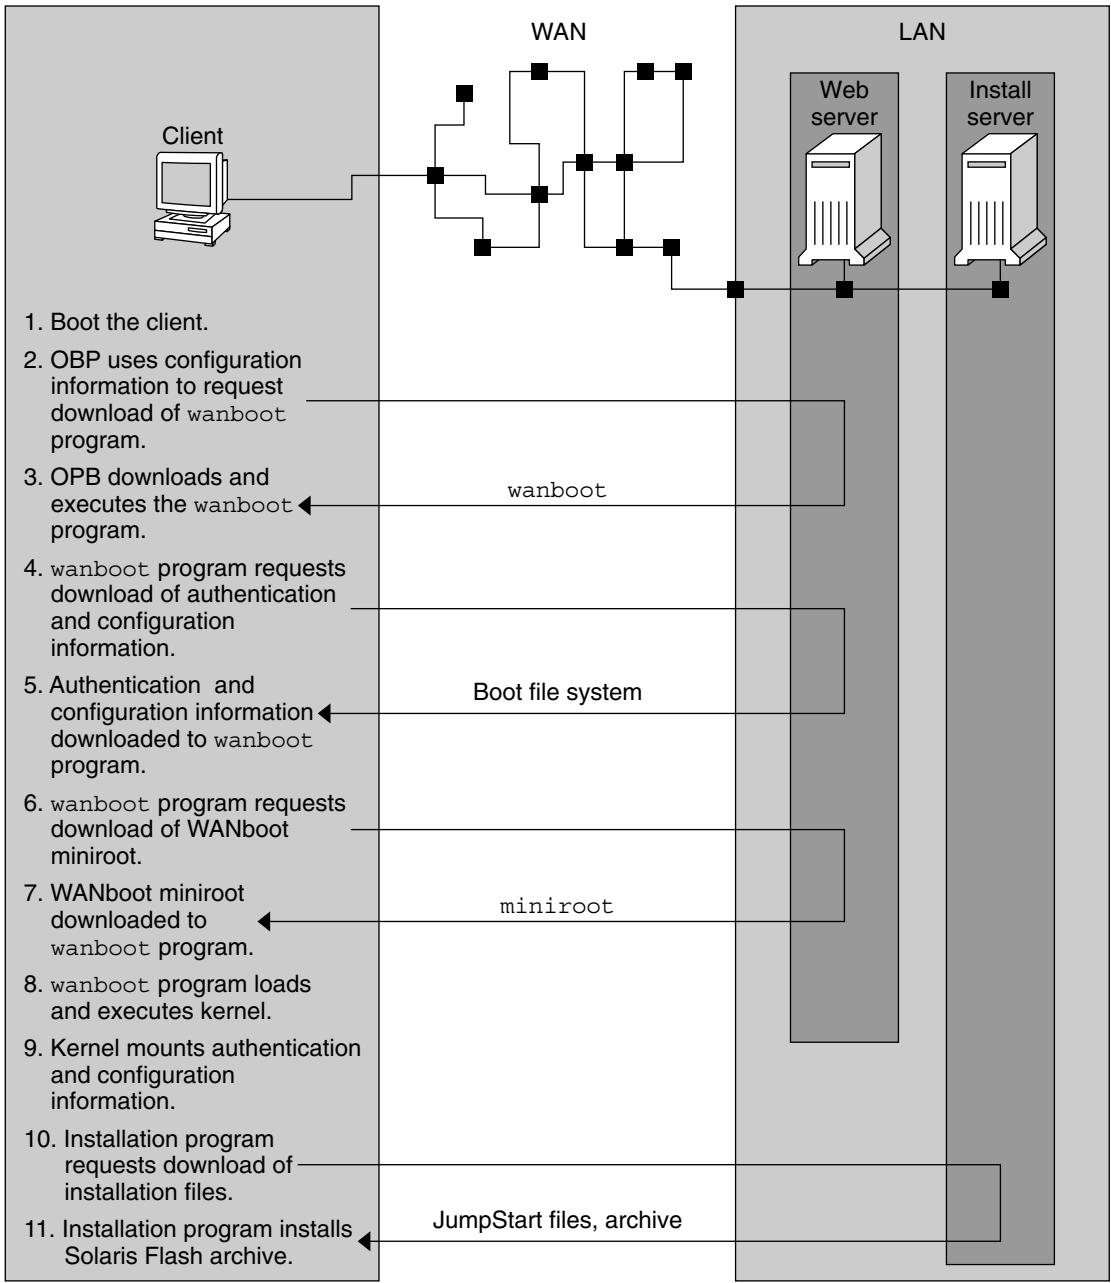 WAN
LAN
Client
Web
server
Install
server
1. Boot the client.
2. OBP uses configuration
information to request
download of wanboot
program.
3. OPB downloads and
executes the wanboot
program.
wanboot
4. wanboot program requests
download of authentication
and configuration
information.
5. Authentication and
configuration information
downloaded to wanboot
program.
Boot file system
6. wanboot program requests
download of WANboot
miniroot.
7. WANboot miniroot
downloaded to
wanboot program.
miniroot
8. wanboot program loads
and executes kernel.
9. Kernel mounts authentication
and configuration
information.
10. Installation program
requests download of
installation files.
11. Installation program installs
Solaris Flash archive.
JumpStart files, archive